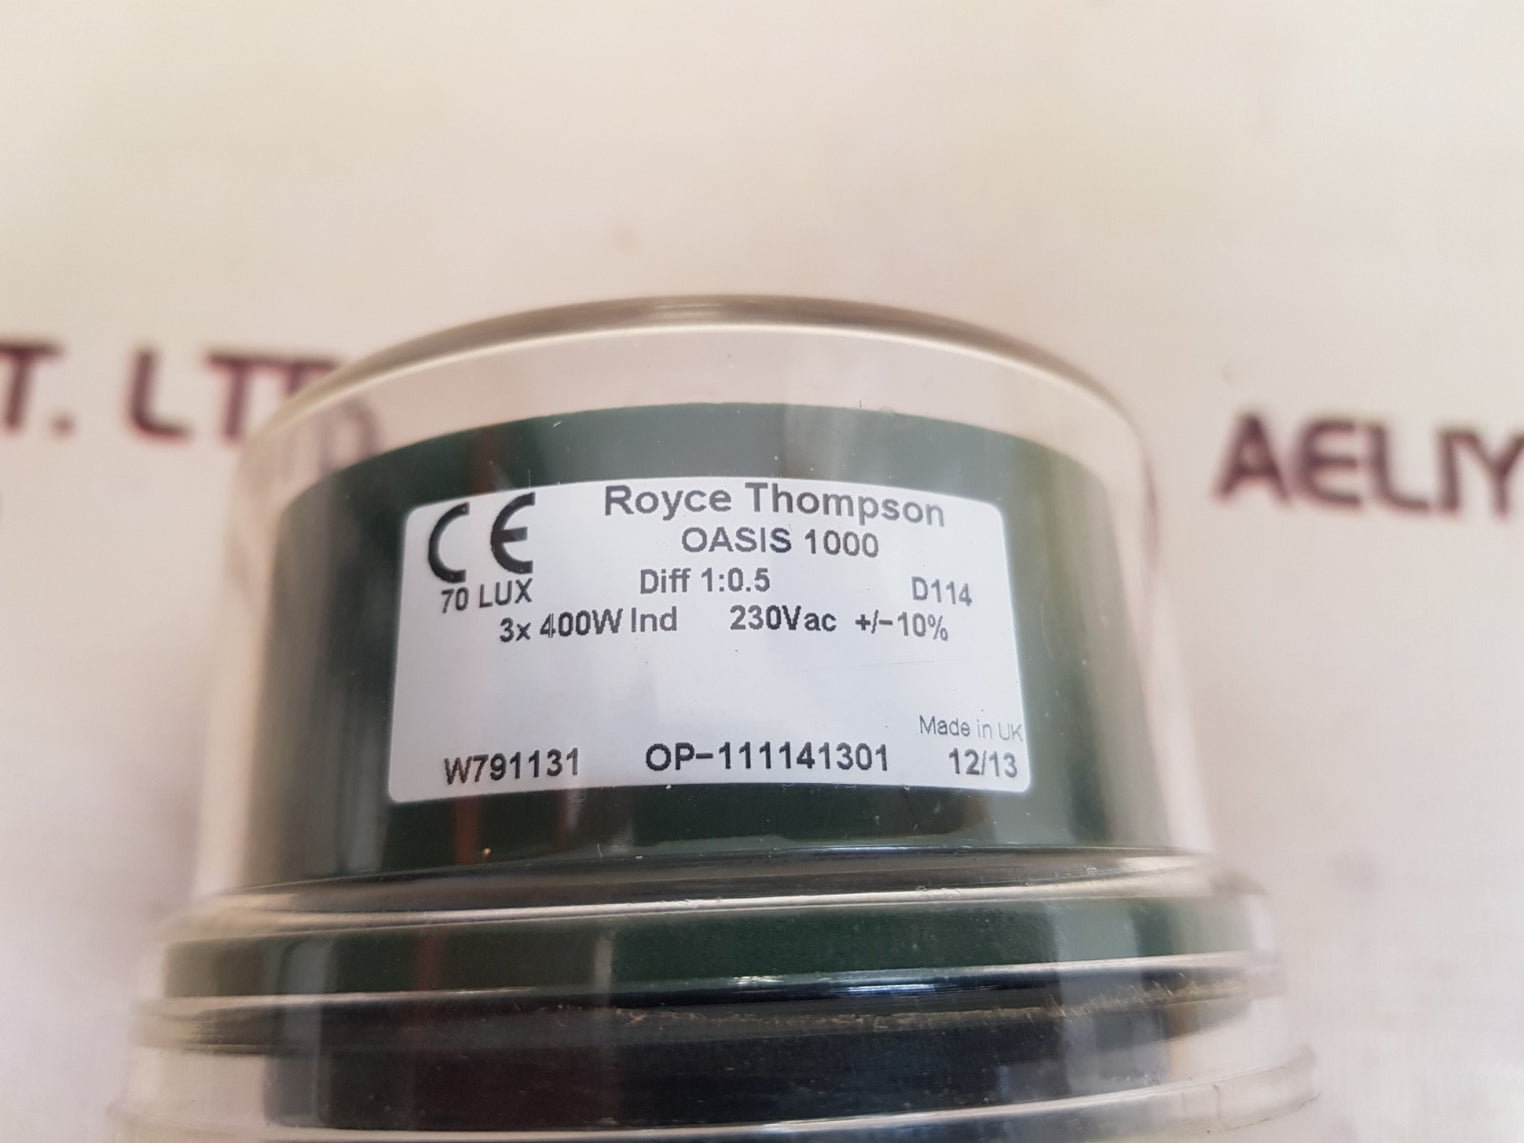 T. LTD
AELIY
CE
Royce Thompson
OASIS 1000
70 LUX Diff 1:0.5 D114
3x 400W Ind 230Vac +/-10%
Made in UK
W791131 OP-111141301 12/13